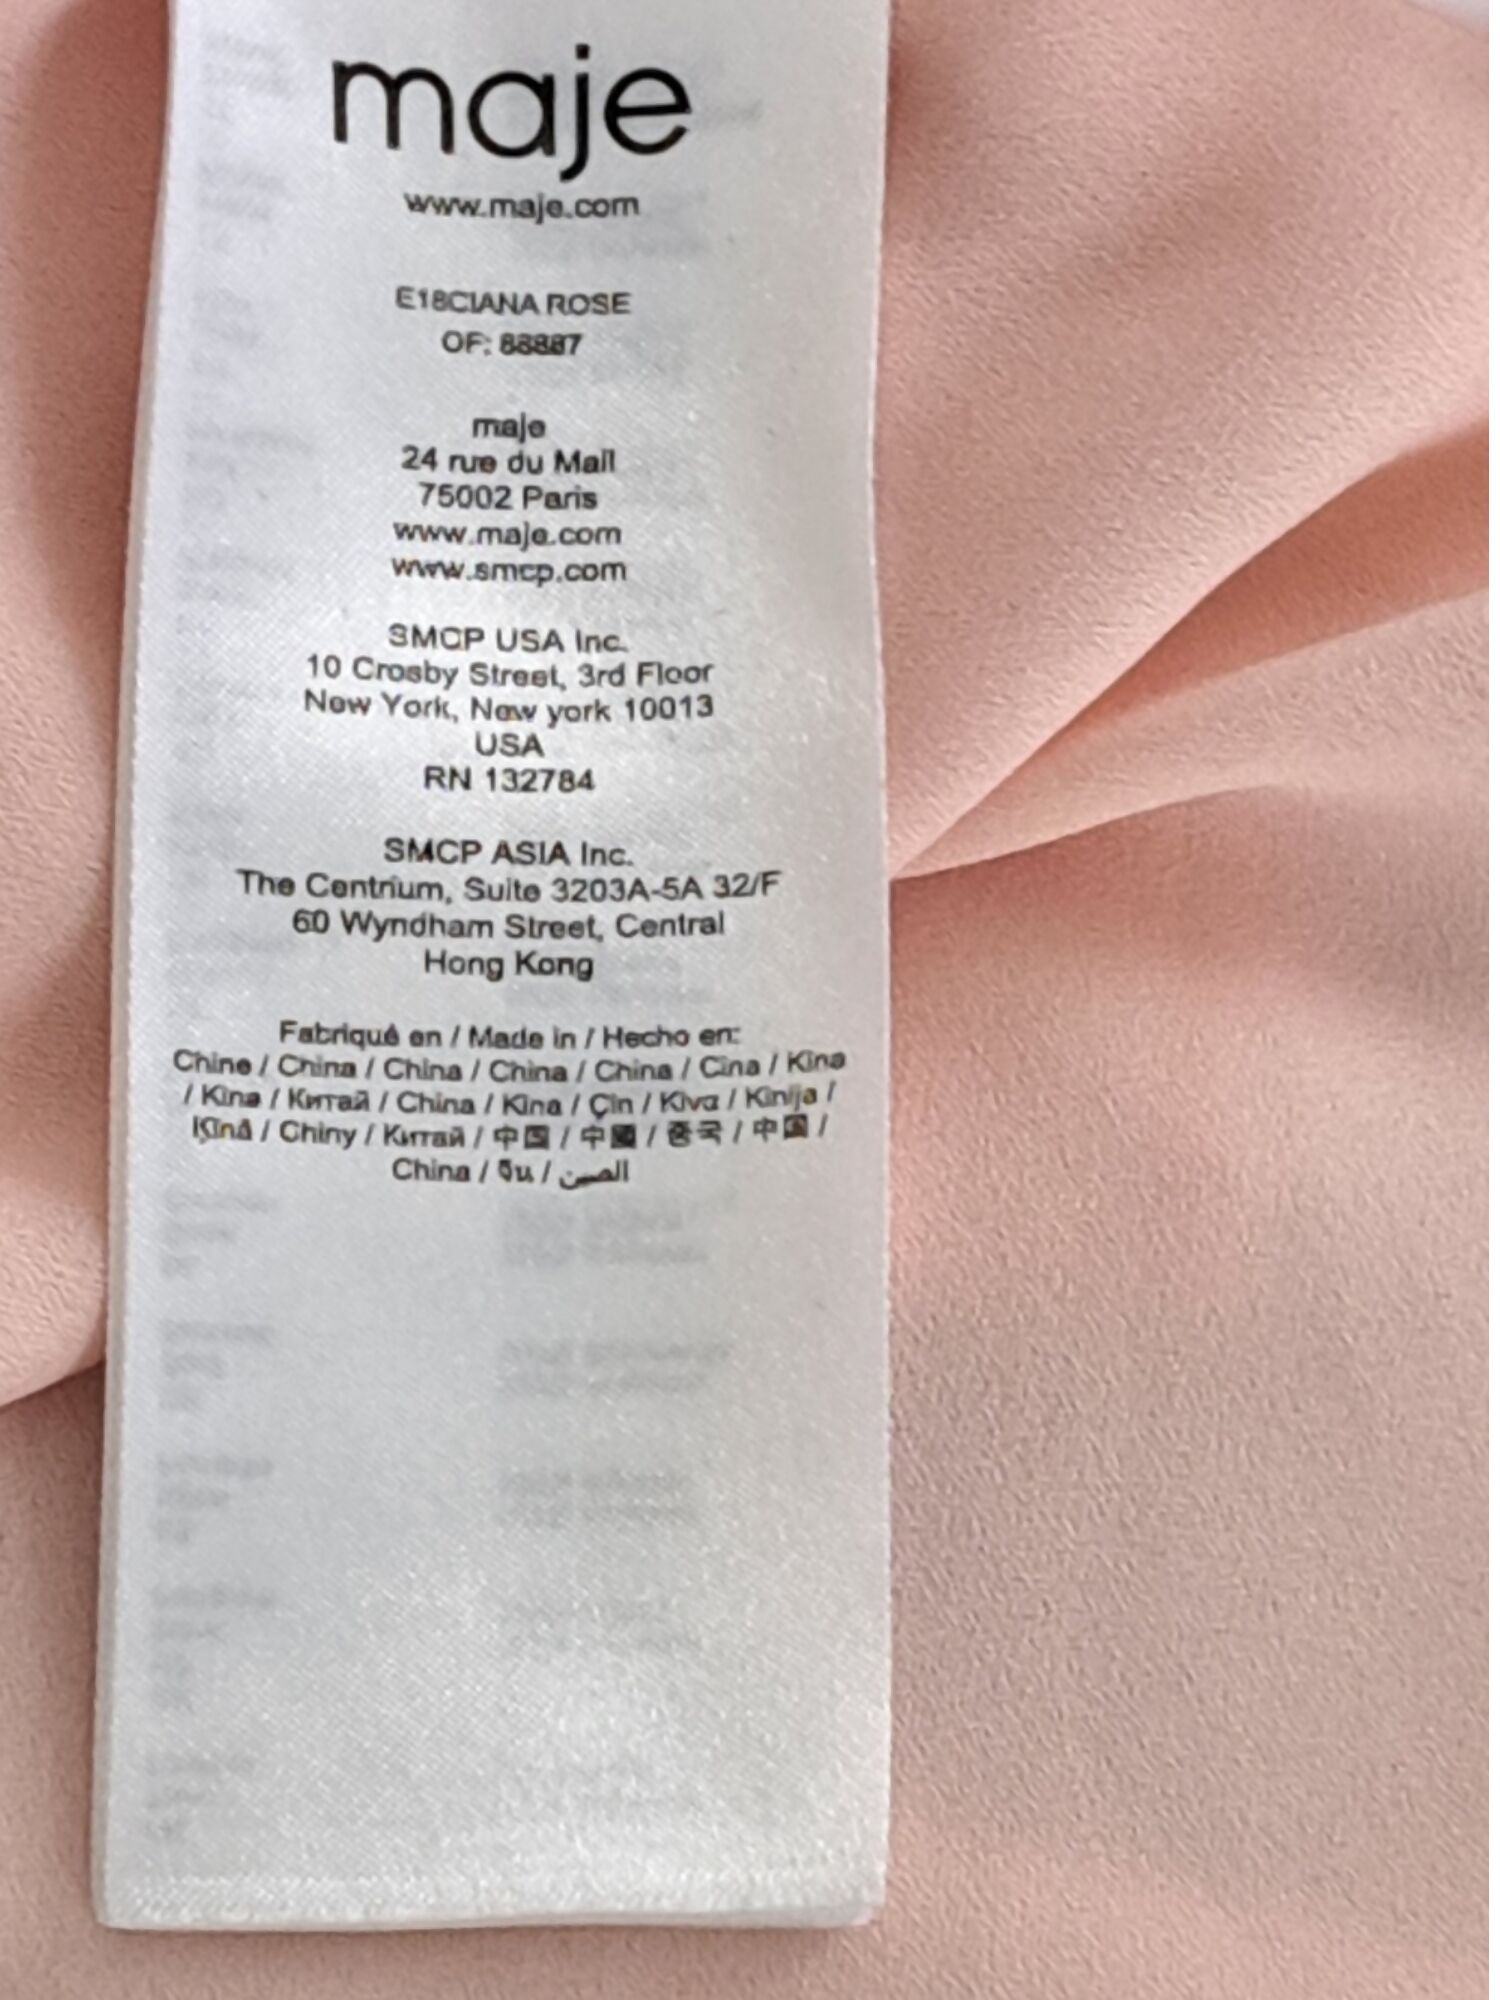 maje
www.maje.com
E18CIANA ROSE
OF: 88887
maje
24 rue du Mail
75002 Paris
www.maje.com
www.smcp.com
SMCP USA Inc.
10 Crosby Street, 3rd Floor
New York, New york 10013
USA
RN 132784
SMCP ASIA Inc.
The Centrium, Suite 3203A-5A 32/F
60 Wyndham Street, Central
Hong Kong
Fabriqué en / Made in / Hecho en:
Chine / China / China / China / China / Cina / Kina
/ Kina / Китай / China / Kina / Çin / Kίνα / Kinija /
Ķīnā / Chiny / Китай / 中国 / 中國 / 중국 / 中国 /
China / จีน / الصين